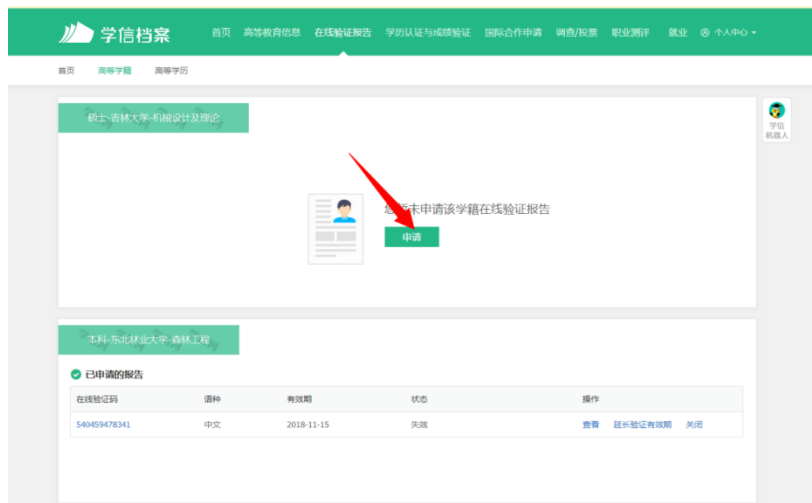 学信档案 首页 高等教育信息 在线验证报告 学历认证与成绩验证 国际合作申请 调查/投票 职业测评 就业 个人中心
首页 高等学籍 高等学历
硕士-吉林大学-机械设计及理论
学信
机器人
您还未申请该学籍在线验证报告
申请
本科-东北林业大学-森林工程
已申请的报告
在线验证码 语种 有效期 状态 操作
540459478341 中文 2018-11-15 失效 查看 延长验证有效期 关闭